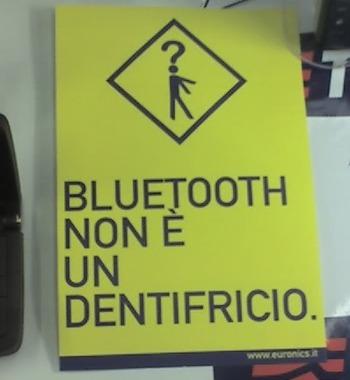 ?
BLUETOOTH
NON È
UN
DENTIFRICIO.
www.euronics.it
T